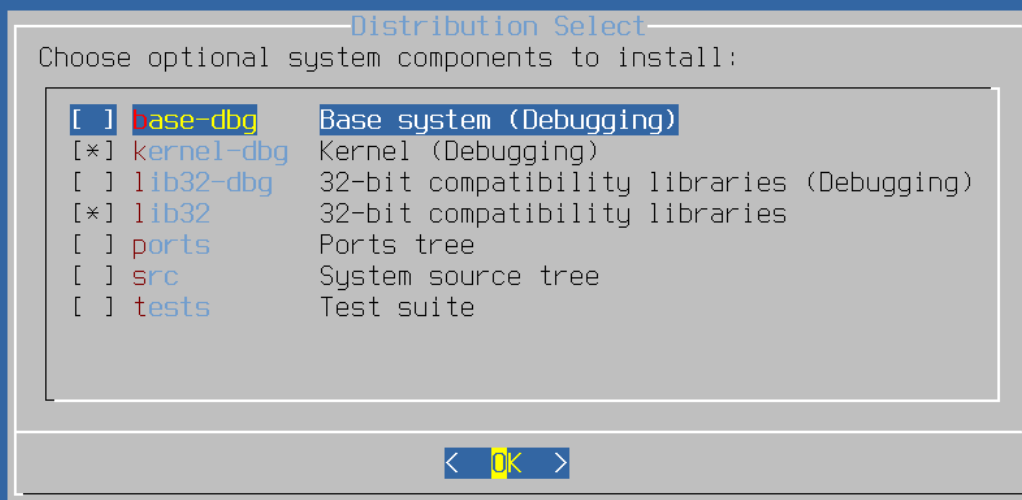 Distribution Select
Choose optional system components to install:
[ ] base-dbg Base system (Debugging)
[*] kernel-dbg Kernel (Debugging)
[ ] lib32-dbg 32-bit compatibility libraries (Debugging)
[*] lib32 32-bit compatibility libraries
[ ] ports Ports tree
[ ] src System source tree
[ ] tests Test suite
< OK >